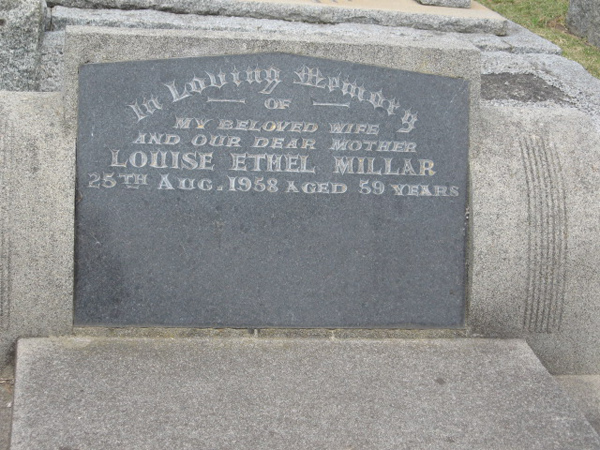 In Loving Memory
OF
MY BELOVED WIFE
AND OUR DEAR MOTHER
LOUISE ETHEL MILLAR
25TH AUG. 1958 AGED 59 YEARS